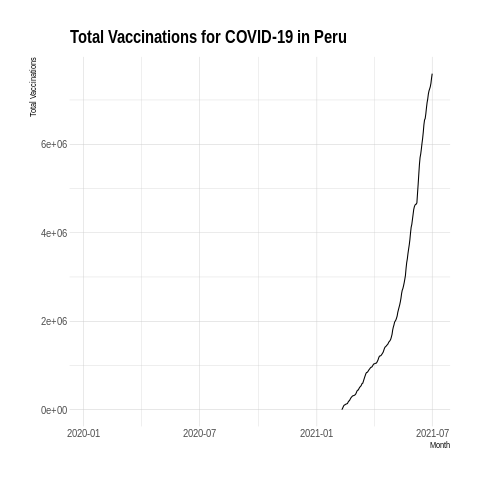 Total Vaccinations for COVID-19 in Peru
Total Vaccinations
6e+06
4e+06
2e+06
0e+00
2020-01 2020-07 2021-01 2021-07
Month